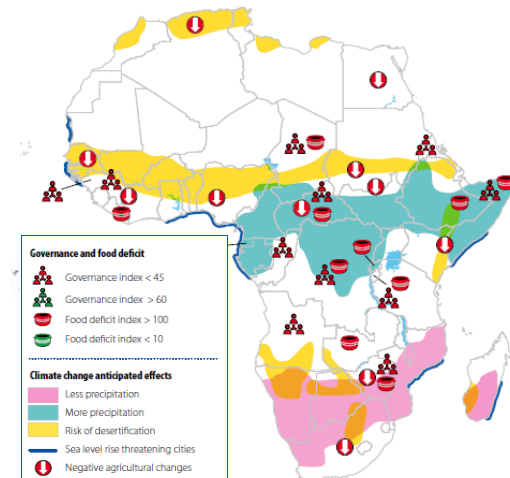 Governance and food deficit
Governance index < 45
Governance index > 60
Food deficit index > 100
Food deficit index < 10
Climate change anticipated effects
Less precipitation
More precipitation
Risk of desertification
Sea level rise threatening cities
Negative agricultural changes